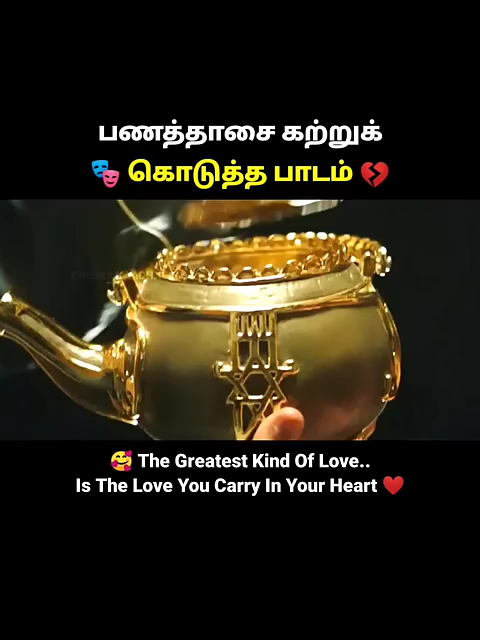 பணத்தாசை கற்றுக்
🎭 கொடுத்த பாடம் 💔
🥰 The Greatest Kind Of Love..
Is The Love You Carry In Your Heart ♥️